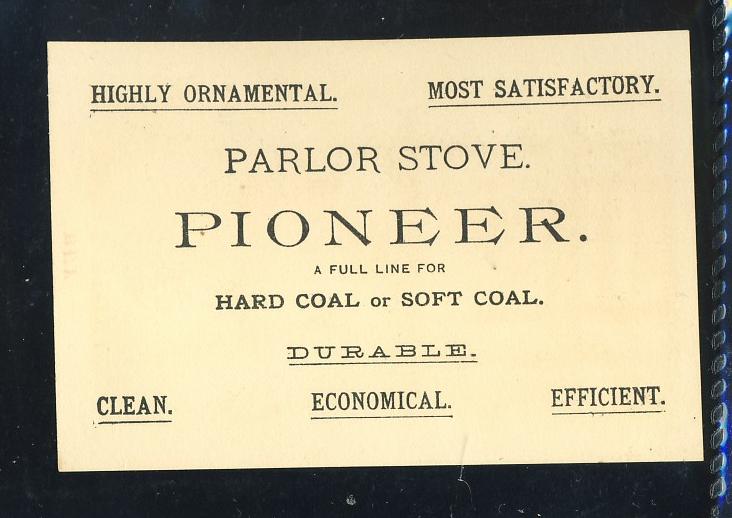 HIGHLY ORNAMENTAL. MOST SATISFACTORY.
PARLOR STOVE.
PIONEER.
A FULL LINE FOR
HARD COAL or SOFT COAL.
DURABLE.
CLEAN. ECONOMICAL. EFFICIENT.